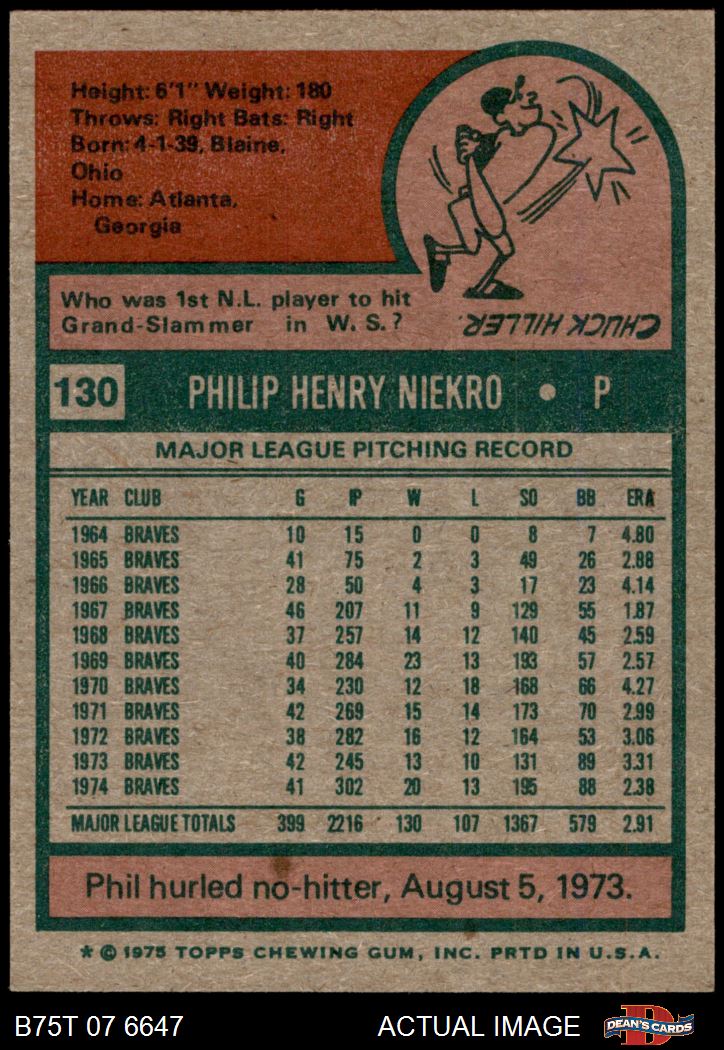 Height: 6'1" Weight: 180
Throws: Right Bats: Right
Born: 4-1-39, Blaine,
Ohio
Home: Atlanta,
Georgia
Who was 1st N.L. player to hit
Grand-Slammer in W. S.?
CHUCK HILLER.
130 PHILIP HENRY NIEKRO • P
MAJOR LEAGUE PITCHING RECORD
YEAR CLUB G IP W L SO BB ERA
1964 BRAVES 10 15 0 0 8 7 4.80
1965 BRAVES 41 75 2 3 49 26 2.88
1966 BRAVES 28 50 4 3 17 23 4.14
1967 BRAVES 46 207 11 9 129 55 1.87
1968 BRAVES 37 257 14 12 140 45 2.59
1969 BRAVES 40 284 23 13 193 57 2.57
1970 BRAVES 34 230 12 18 168 66 4.27
1971 BRAVES 42 269 15 14 173 70 2.99
1972 BRAVES 38 282 16 12 164 53 3.06
1973 BRAVES 42 245 13 10 131 89 3.31
1974 BRAVES 41 302 20 13 195 88 2.38
MAJOR LEAGUE TOTALS 399 2216 130 107 1367 579 2.91
Phil hurled no-hitter, August 5, 1973.
* © 1975 TOPPS CHEWING GUM, INC. PRTD IN U.S.A.
B75T 07 6647 ACTUAL IMAGE DEAN'S CARDS